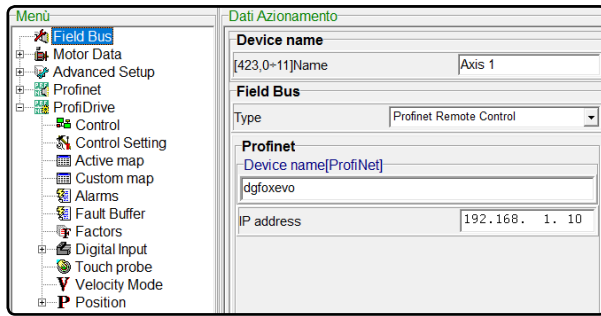 Menù
Field Bus
Motor Data
Advanced Setup
Profinet
ProfiDrive
Control
Control Setting
Active map
Custom map
Alarms
Fault Buffer
Factors
Digital Input
Touch probe
Velocity Mode
Position
Dati Azionamento
Device name
[423,0÷11]Name Axis 1
Field Bus
Type Profinet Remote Control
Profinet
Device name[ProfiNet]
dgfoxevo
IP address 192.168. 1. 10